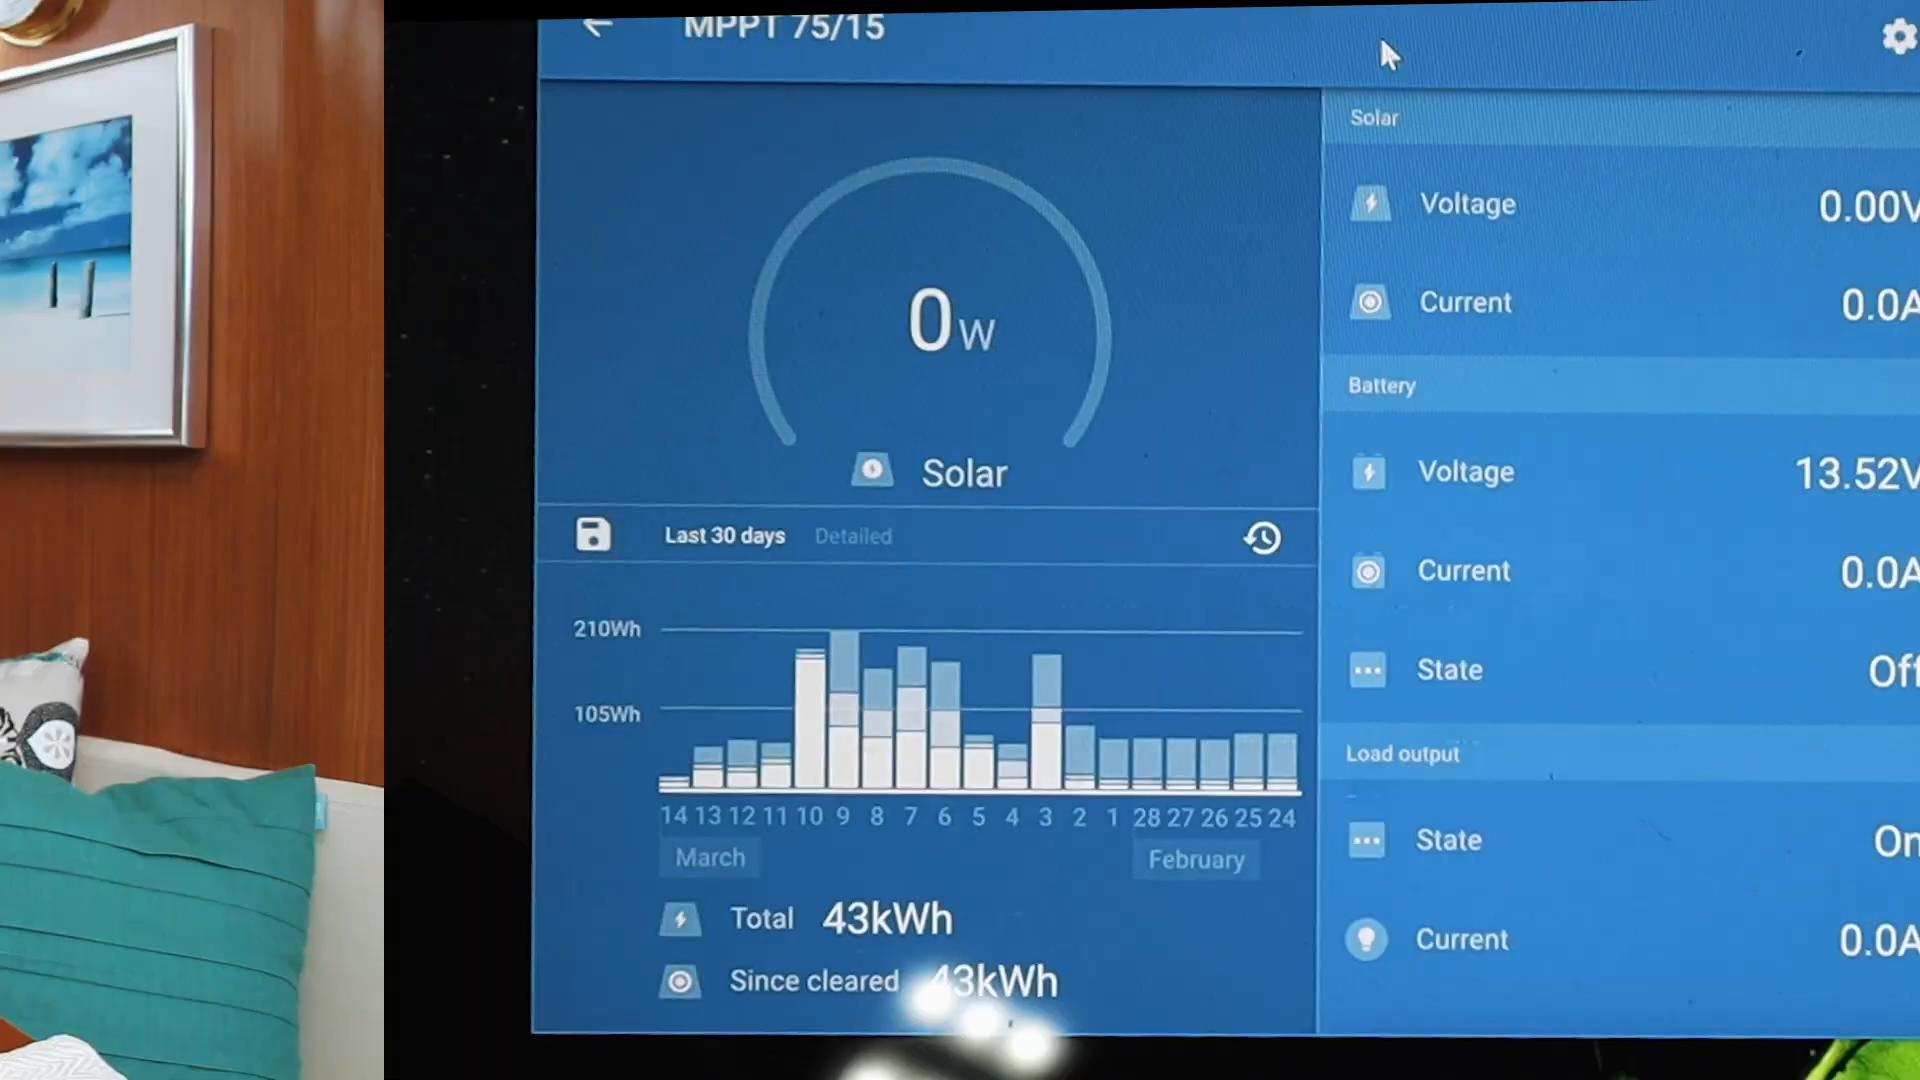 MPPT 75/15
0W
Solar
Last 30 days Detailed
210Wh
105Wh
14 13 12 11 10 9 8 7 6 5 4 3 2 1 28 27 26 25 24
March February
Total 43kWh
Since cleared 43kWh
Solar
Voltage 0.00V
Current 0.0A
Battery
Voltage 13.52V
Current 0.0A
State Off
Load output
State On
Current 0.0A